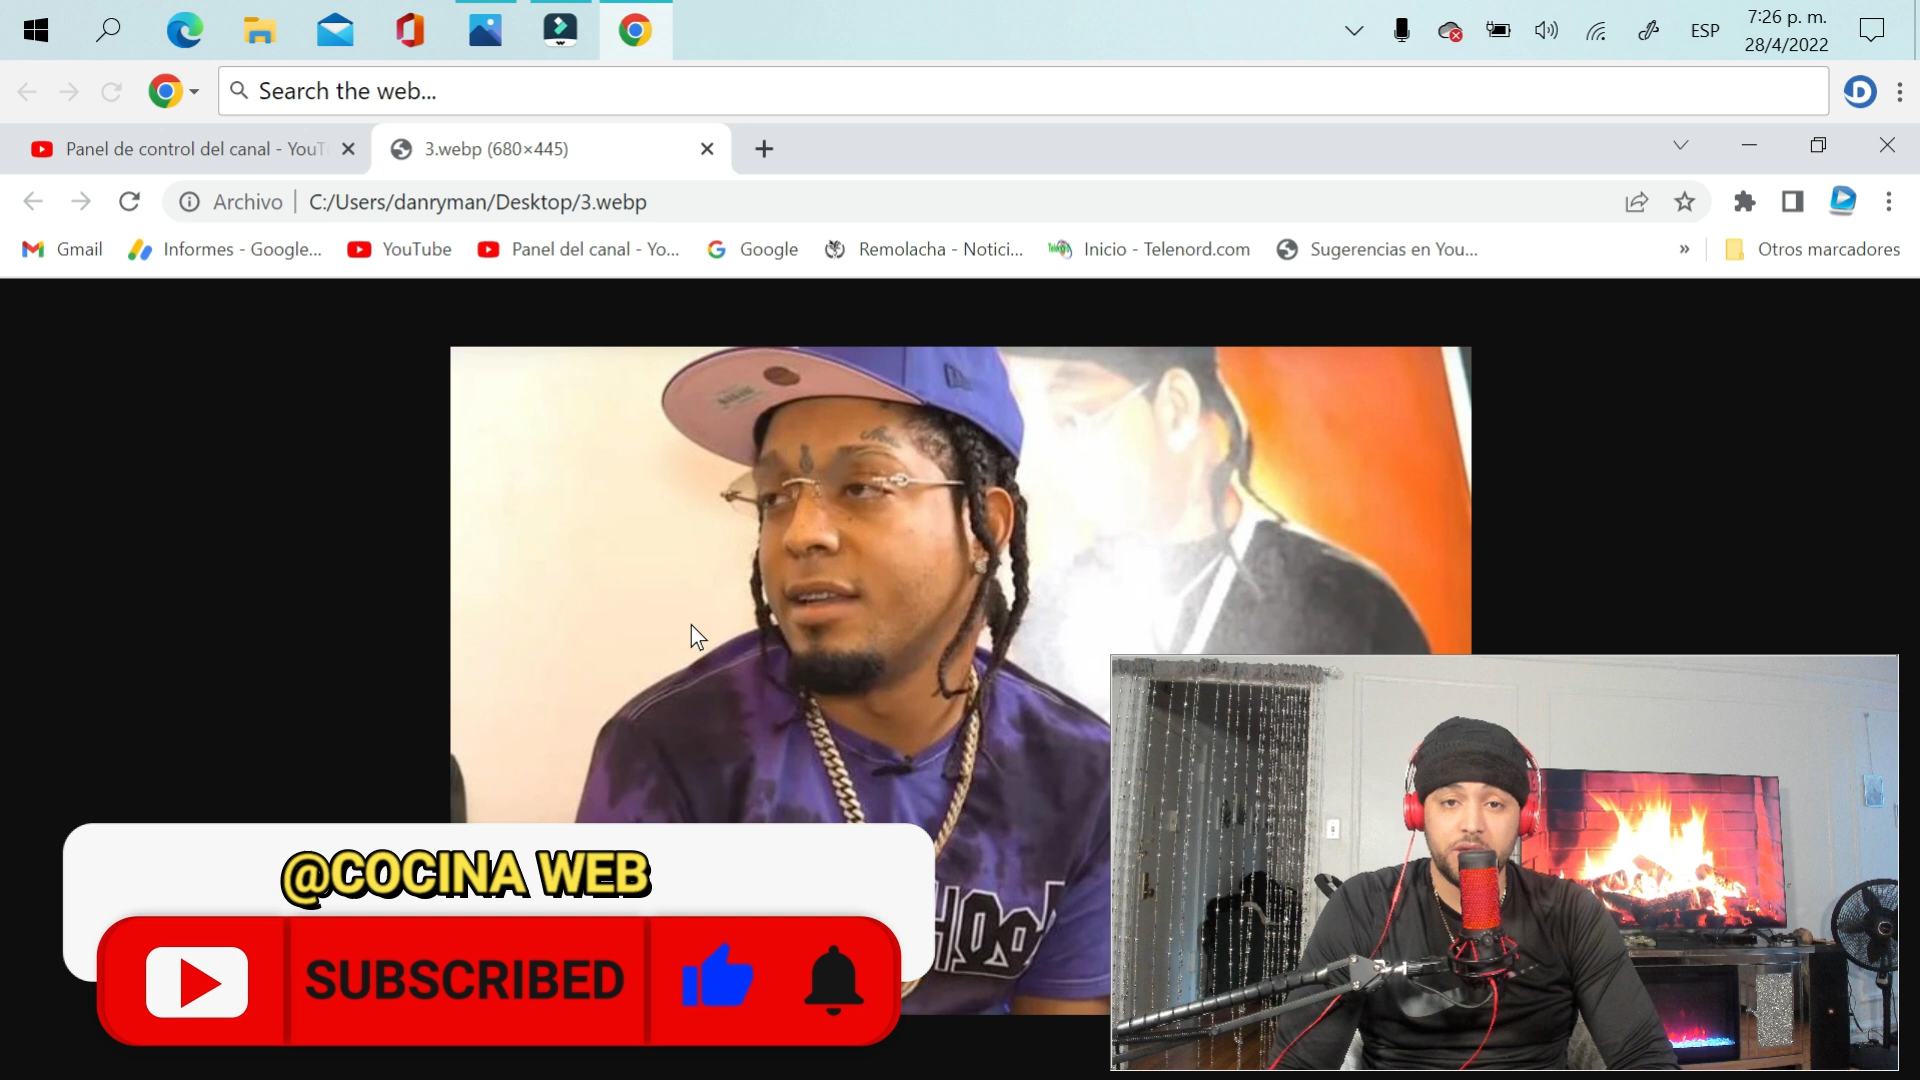 ESP
7:26 p. m.
28/4/2022
Search the web...
Panel de control del canal - YouT
3.webp (680×445)
Archivo
C:/Users/danryman/Desktop/3.webp
Gmail
Informes - Google...
YouTube
Panel del canal - Yo...
Google
Remolacha - Notici...
Inicio - Telenord.com
Sugerencias en You...
»
Otros marcadores
@COCINA WEB
SUBSCRIBED